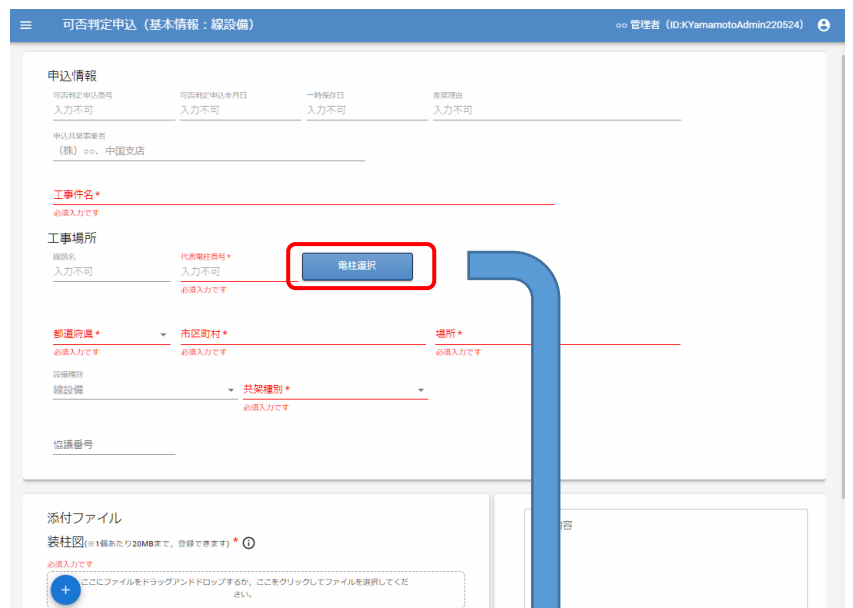 可否判定申込（基本情報：線設備）
○○ 管理者（ID:KYamamotoAdmin220524）
申込情報
可否判定申込番号 可否判定申込年月日 一時保存日 差戻理由
入力不可 入力不可 入力不可 入力不可
申込共架事業者
（株）○○．中国支店
工事件名*
必須入力です
工事場所
線路名 代表電柱番号*
入力不可 入力不可 電柱選択
必須入力です
都道府県* 市区町村* 場所*
必須入力です 必須入力です 必須入力です
設備種別
線設備 共架種別*
必須入力です
協議番号
添付ファイル
装柱図(※1個あたり20MBまで，登録できます) *
容
必須入力です
ここにファイルをドラッグアンドドロップするか，ここをクリックしてファイルを選択してくだ
さい。